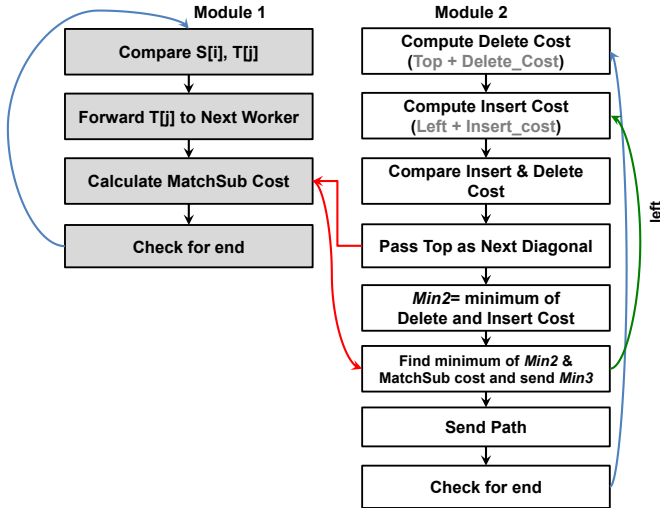 Module 1
Compare S[i], T[j]
Forward T[j] to Next Worker
Calculate MatchSub Cost
Check for end
Module 2
Compute Delete Cost
(Top + Delete_Cost)
Compute Insert Cost
(Left + Insert_cost)
Compare Insert & Delete
Cost
Pass Top as Next Diagonal
Min2= minimum of
Delete and Insert Cost
Find minimum of Min2 &
MatchSub cost and send Min3
Send Path
Check for end
left